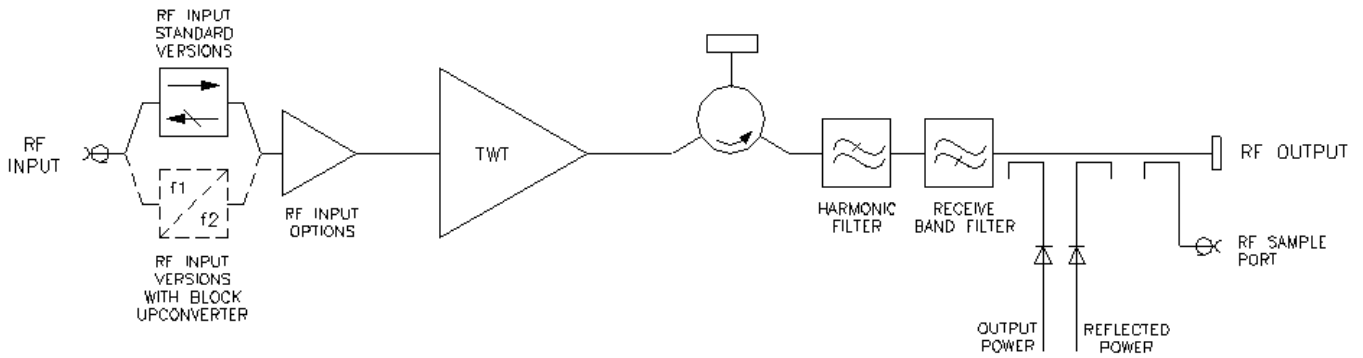 RF INPUT
STANDARD
VERSIONS
RF
INPUT
f1
f2
RF INPUT
VERSIONS
WITH BLOCK
UPCONVERTER
RF INPUT
OPTIONS
TWT
HARMONIC
FILTER
RECEIVE
BAND FILTER
RF OUTPUT
RF SAMPLE
PORT
OUTPUT
POWER
REFLECTED
POWER